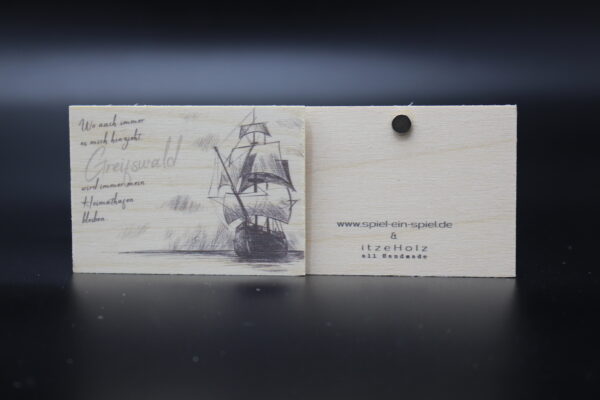 Wo auch immer
es mich hinzieht
Greifswald
wird immer mein
Heimathafen
bleiben
www.spiel-ein-spiel.de
&
itzeHolz
all Handmade